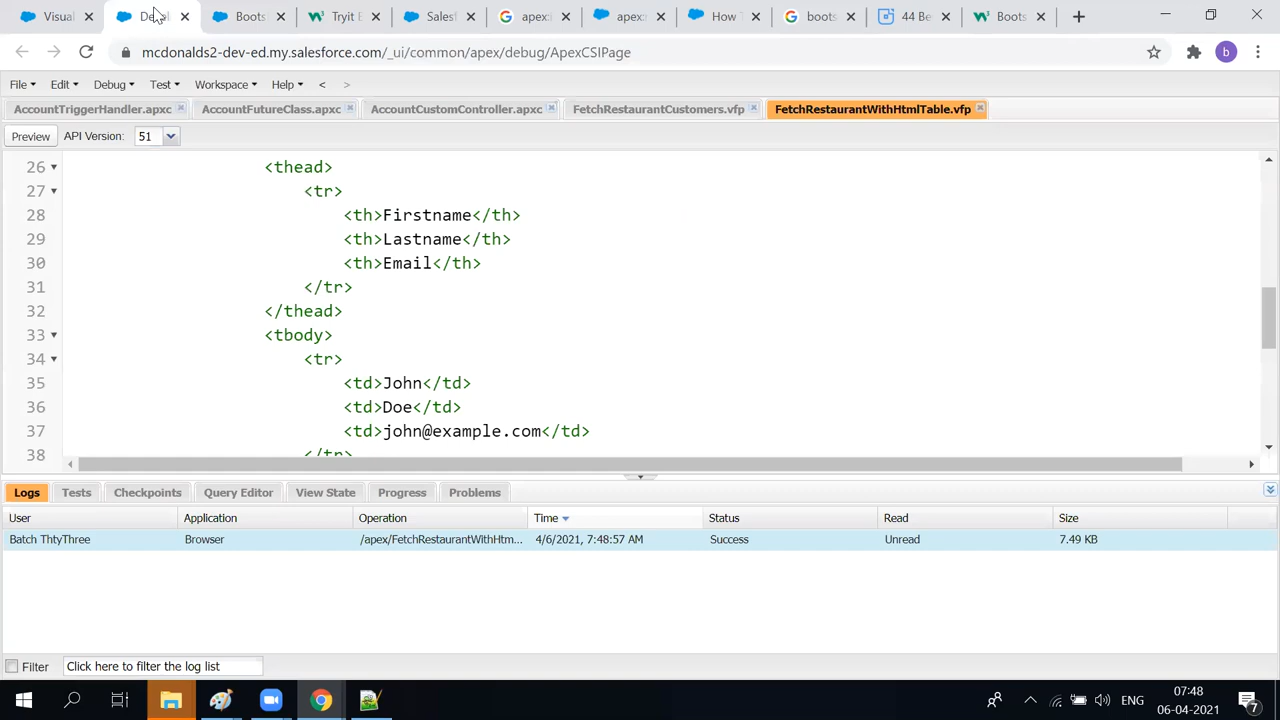 Visual
Devel
Boots
Tryit E
Salesf
apex:i
apex:
How T
boots
44 Be
Boots
mcdonalds2-dev-ed.my.salesforce.com/_ui/common/apex/debug/ApexCSIPage
b
File Edit Debug Test Workspace Help < >
AccountTriggerHandler.apxc AccountFutureClass.apxc AccountCustomController.apxc FetchRestaurantCustomers.vfp FetchRestaurantWithHtmlTable.vfp
Preview API Version: 51
26 <thead>
27 <tr>
28 <th>Firstname</th>
29 <th>Lastname</th>
30 <th>Email</th>
31 </tr>
32 </thead>
33 <tbody>
34 <tr>
35 <td>John</td>
36 <td>Doe</td>
37 <td>john@example.com</td>
38 </tr>
Logs Tests Checkpoints Query Editor View State Progress Problems
User Application Operation Time Status Read Size
Batch ThtyThree Browser /apex/FetchRestaurantWithHtm... 4/6/2021, 7:48:57 AM Success Unread 7.49 KB
Filter Click here to filter the log list
ENG
07:48
06-04-2021
7